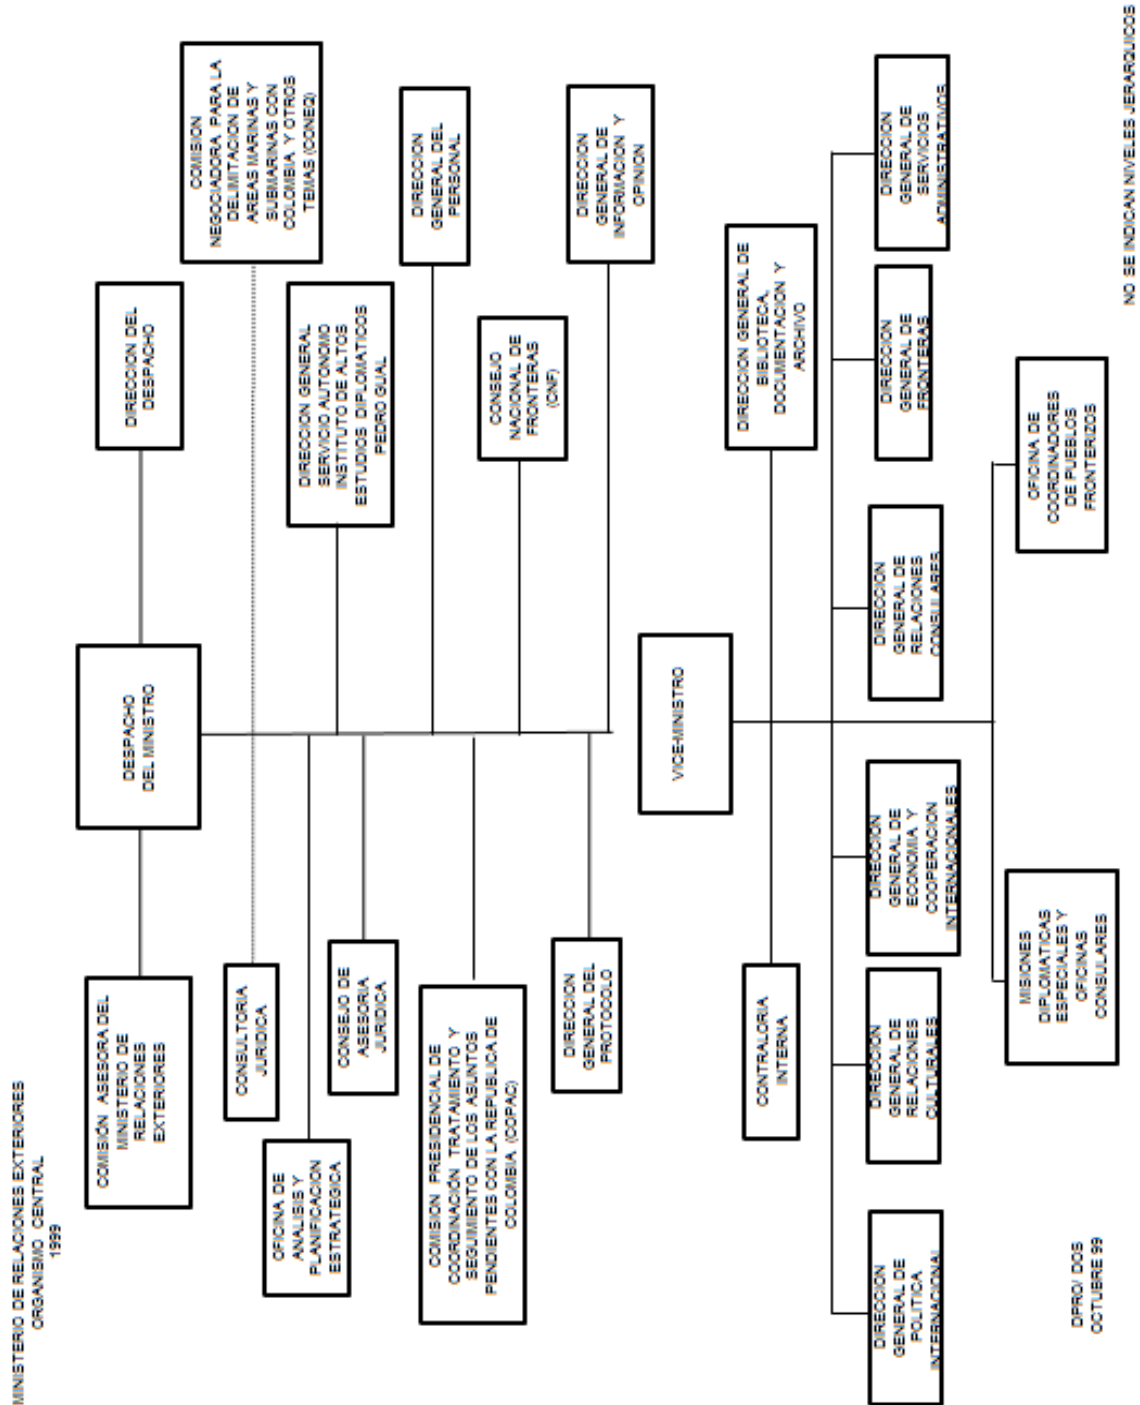 MINISTERIO DE RELACIONES EXTERIORES
ORGANISMO CENTRAL
1999
COMISIÓN ASESORA DEL
MINISTERIO DE
RELACIONES
EXTERIORES
DESPACHO
DEL MINISTRO
DIRECCION DEL
DESPACHO
CONSULTORIA
JURIDICA
COMISION
NEGOCIADORA PARA LA
DELIMITACION DE
AREAS MARINAS Y
SUBMARINAS CON
COLOMBIA Y OTROS
TEMAS (CONEQ)
OFICINA DE
ANALISIS Y
PLANIFICACION
ESTRATEGICA
DIRECCION GENERAL
SERVICIO AUTONOMO
INSTITUTO DE ALTOS
ESTUDIOS DIPLOMATICOS
PEDRO GUAL
CONSEJO DE
ASESORIA
JURIDICA
DIRECCION
GENERAL DEL
PERSONAL
COMISION PRESIDENCIAL DE
COORDINACIÓN TRATAMIENTO Y
SEGUIMIENTO DE LOS ASUNTOS
PENDIENTES CON LA REPUBLICA DE
COLOMBIA (COPAC)
CONSEJO
NACIONAL DE
FRONTERAS
(CNF)
DIRECCION
GENERAL DEL
PROTOCOLO
DIRECCION
GENERAL DE
INFORMACION Y
OPINION
VICE-MINISTRO
CONTRALORIA
INTERNA
DIRECCION GENERAL DE
BIBLIOTECA,
DOCUMENTACION Y
ARCHIVO
DIRECCION
GENERAL DE
POLITICA
INTERNACIONAL
DIRECCION
GENERAL DE
RELACIONES
CULTURALES
DIRECCION
GENERAL DE
ECONOMIA Y
COOPERACION
INTERNACIONALES
DIRECCION
GENERAL DE
RELACIONES
CONSULARES
DIRECCION
GENERAL DE
FRONTERAS
DIRECCION
GENERAL DE
SERVICIOS
ADMINISTRATIVOS
MISIONES
DIPLOMATICAS
ESPECIALES Y
OFICINAS
CONSULARES
OFICINA DE
COORDINADORES
DE PUEBLOS
FRONTERIZOS
DPRO/ DOS
OCTUBRE 99
NO SE INDICAN NIVELES JERARQUICOS